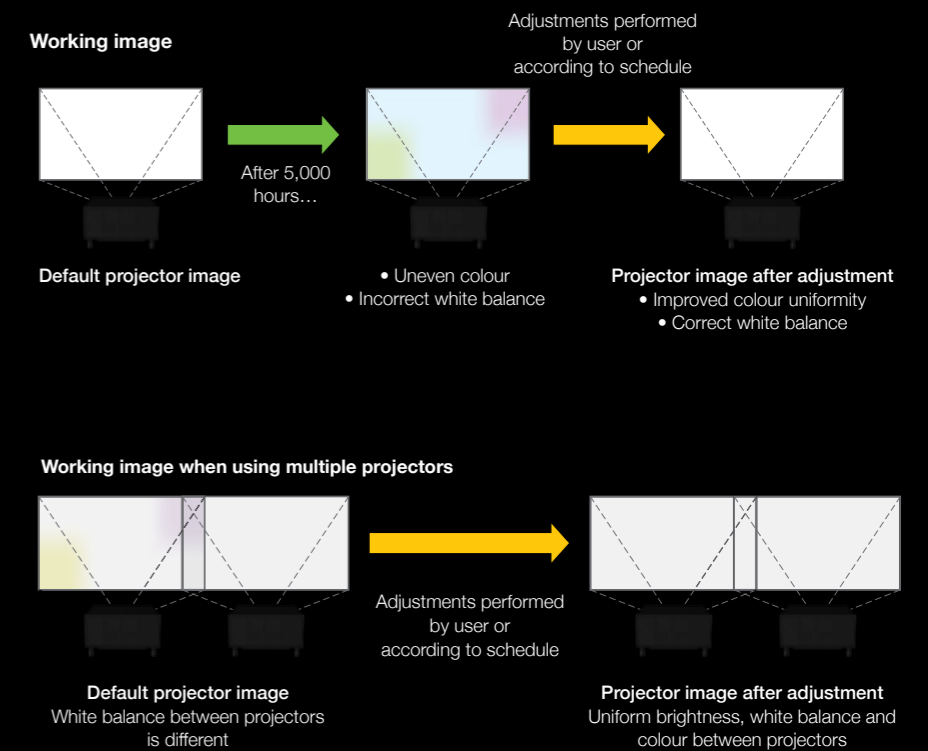 Working image
Adjustments performed
by user or
according to schedule
After 5,000
hours…
Default projector image
• Uneven colour
• Incorrect white balance
Projector image after adjustment
• Improved colour uniformity
• Correct white balance
Working image when using multiple projectors
Adjustments performed
by user or
according to schedule
Default projector image
White balance between projectors
is different
Projector image after adjustment
Uniform brightness, white balance and
colour between projectors